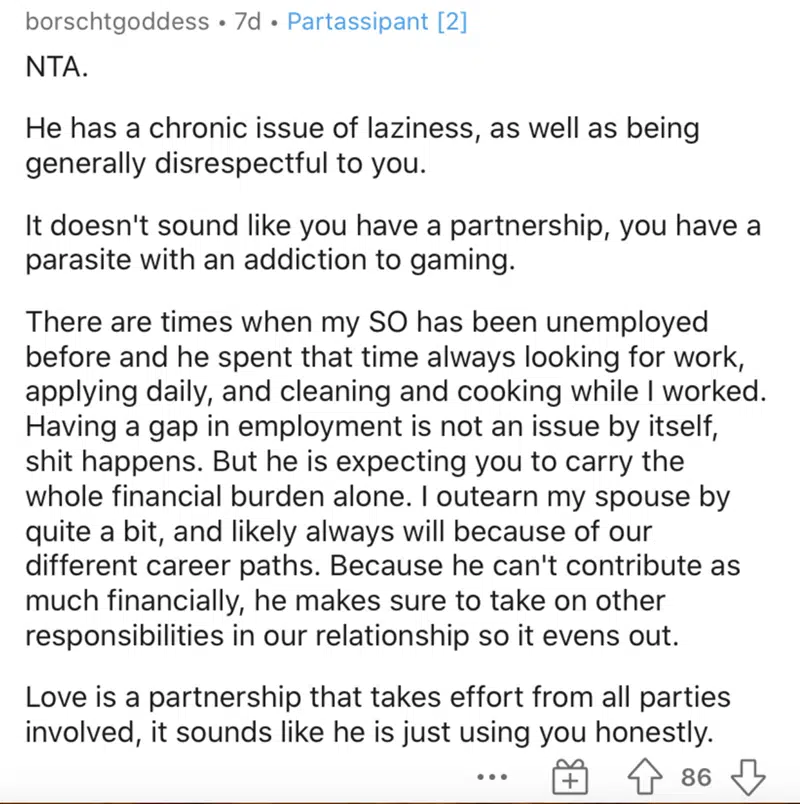 borschtgoddess • 7d • Partassipant [2]
NTA.
He has a chronic issue of laziness, as well as being
generally disrespectful to you.
It doesn't sound like you have a partnership, you have a
parasite with an addiction to gaming.
There are times when my SO has been unemployed
before and he spent that time always looking for work,
applying daily, and cleaning and cooking while I worked.
Having a gap in employment is not an issue by itself,
shit happens. But he is expecting you to carry the
whole financial burden alone. I outearn my spouse by
quite a bit, and likely always will because of our
different career paths. Because he can't contribute as
much financially, he makes sure to take on other
responsibilities in our relationship so it evens out.
Love is a partnership that takes effort from all parties
involved, it sounds like he is just using you honestly.
86